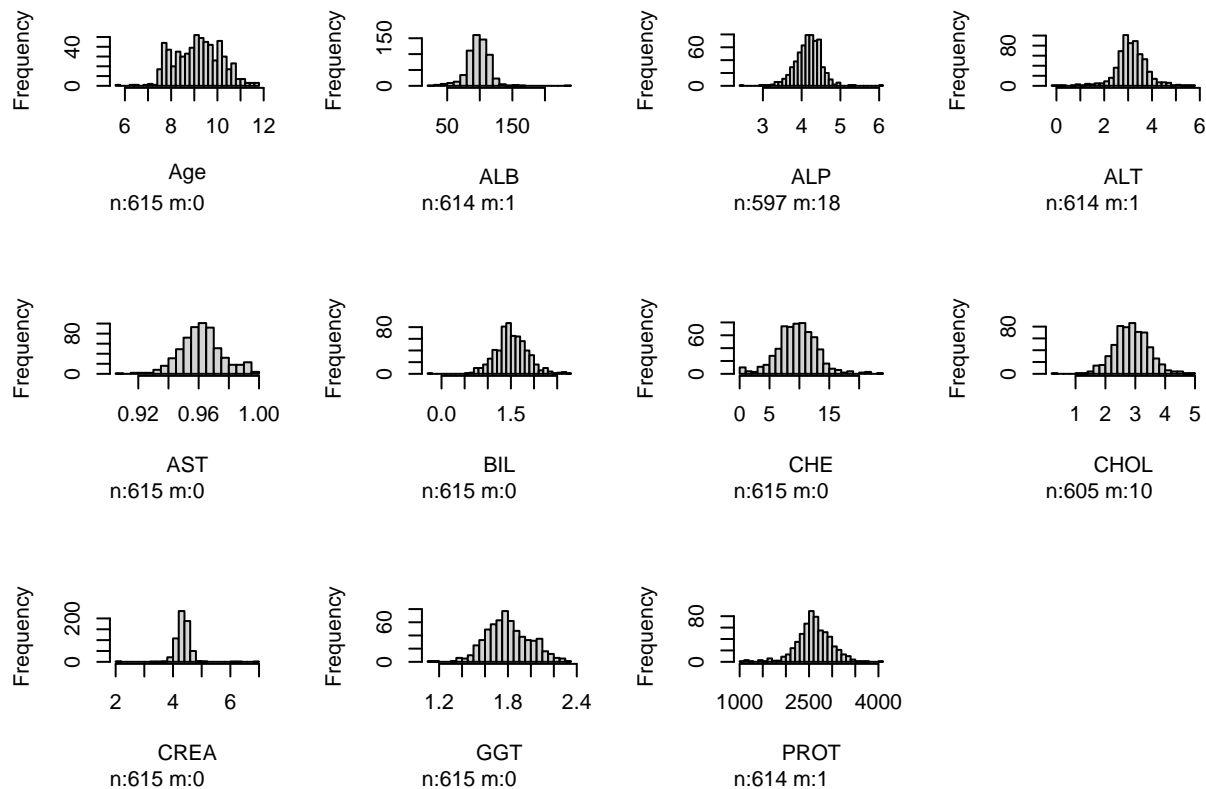 Frequency
0 20 40
6 8 10 12
Age
n:615 m:0
Frequency
0 150
50 150
ALB
n:614 m:1
Frequency
0 60
3 4 5 6
ALP
n:597 m:18
Frequency
0 80
0 2 4 6
ALT
n:614 m:1
Frequency
0 80
0.92 0.96 1.00
AST
n:615 m:0
Frequency
0 80
0.0 1.5
BIL
n:615 m:0
Frequency
0 60
0 5 15
CHE
n:615 m:0
Frequency
0 80
1 2 3 4 5
CHOL
n:605 m:10
Frequency
0 200
2 4 6
CREA
n:615 m:0
Frequency
0 60
1.2 1.8 2.4
GGT
n:615 m:0
Frequency
0 80
1000 2500 4000
PROT
n:614 m:1